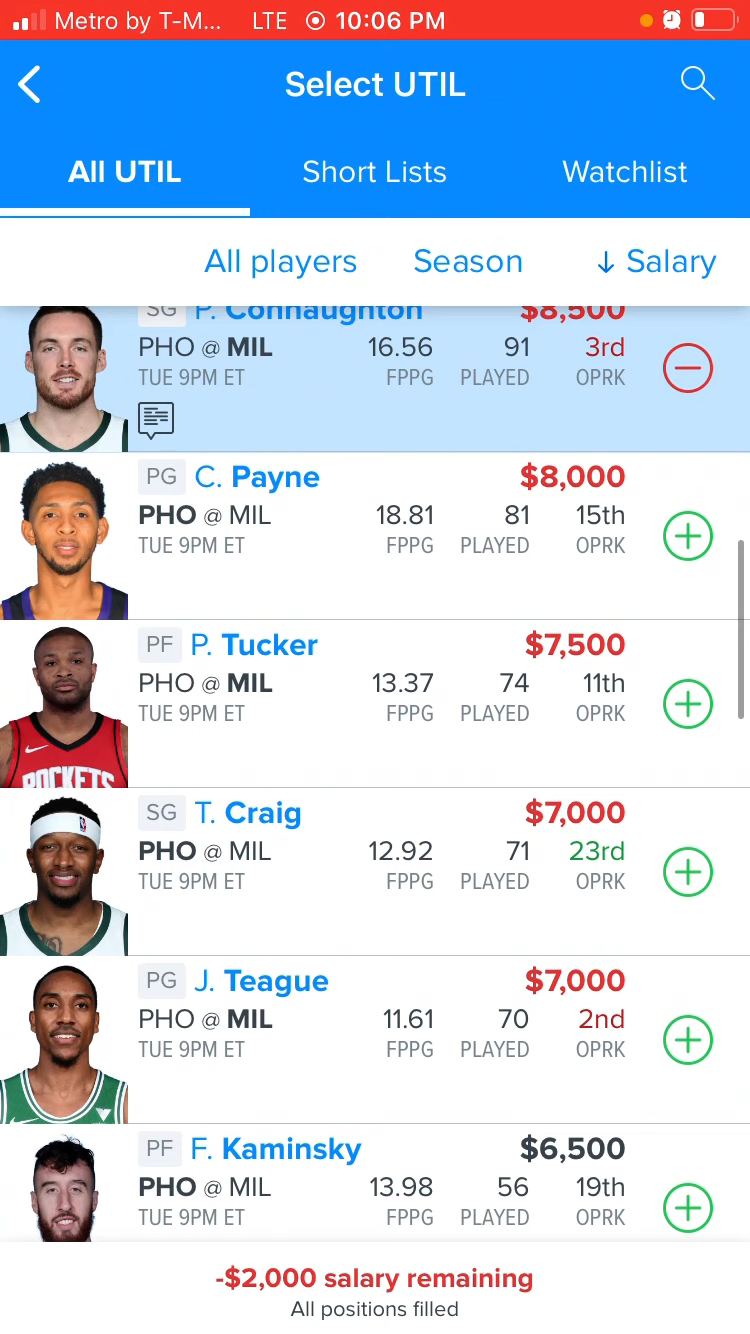 Metro by T-M... LTE 10:06 PM
Select UTIL
All UTIL Short Lists Watchlist
All players Season ↓ Salary
SG P. Connaughton $8,500
PHO @ MIL 16.56 91 3rd
TUE 9PM ET FPPG PLAYED OPRK
PG C. Payne $8,000
PHO @ MIL 18.81 81 15th
TUE 9PM ET FPPG PLAYED OPRK
PF P. Tucker $7,500
PHO @ MIL 13.37 74 11th
TUE 9PM ET FPPG PLAYED OPRK
ROCKETS
SG T. Craig $7,000
PHO @ MIL 12.92 71 23rd
TUE 9PM ET FPPG PLAYED OPRK
PG J. Teague $7,000
PHO @ MIL 11.61 70 2nd
TUE 9PM ET FPPG PLAYED OPRK
PF F. Kaminsky $6,500
PHO @ MIL 13.98 56 19th
TUE 9PM ET FPPG PLAYED OPRK
-$2,000 salary remaining
All positions filled